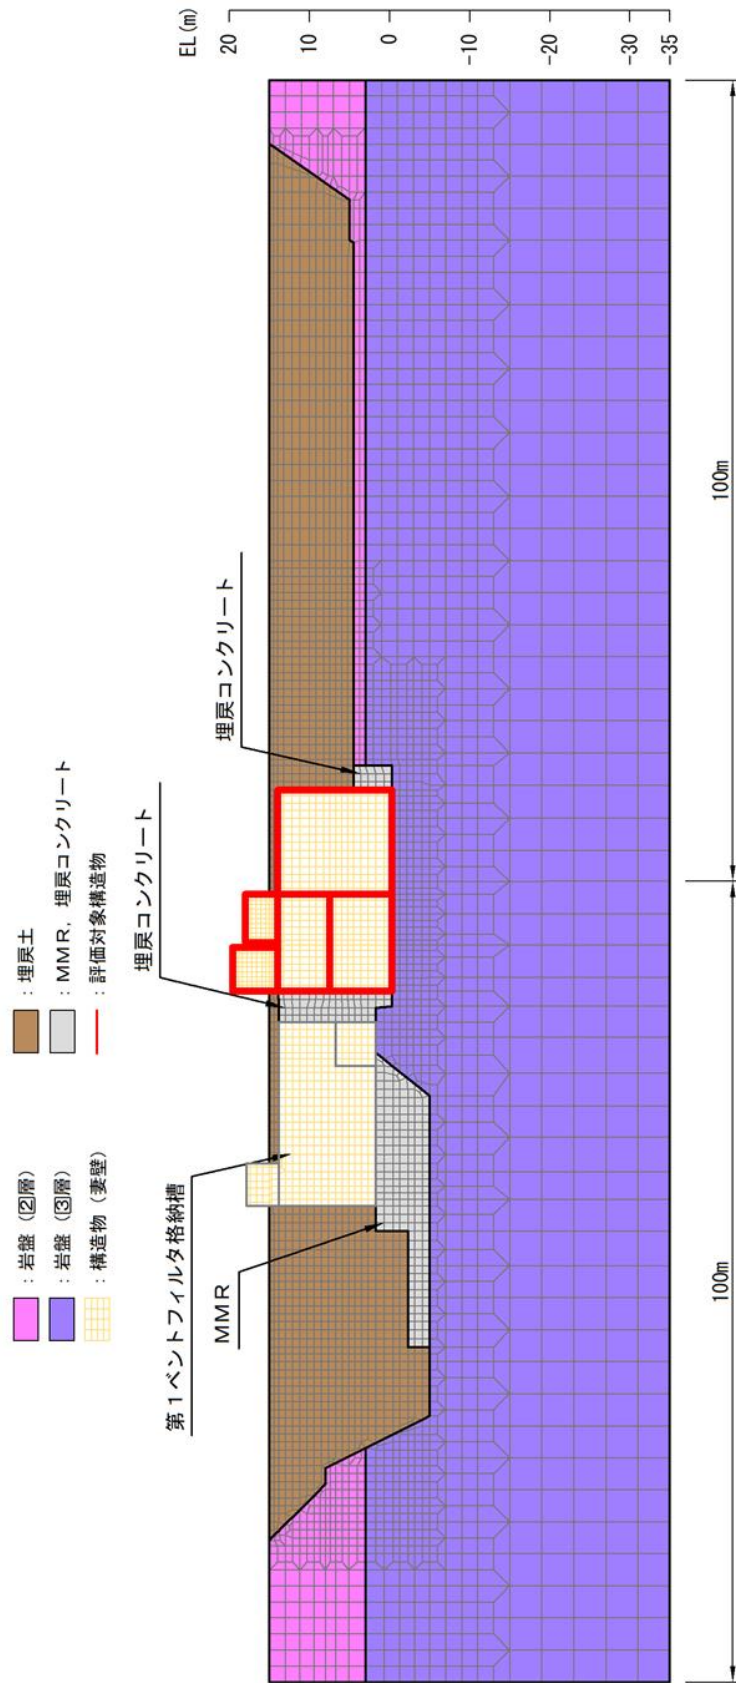 ：岩盤（②層）
：岩盤（③層）
：構造物（妻壁）
：埋戻土
：ＭＭＲ，埋戻コンクリート
：評価対象構造物
第１ベントフィルタ格納槽
ＭＭＲ
埋戻コンクリート
埋戻コンクリート
EL(m)
20
10
0
-10
-20
-30
-35
100m
100m